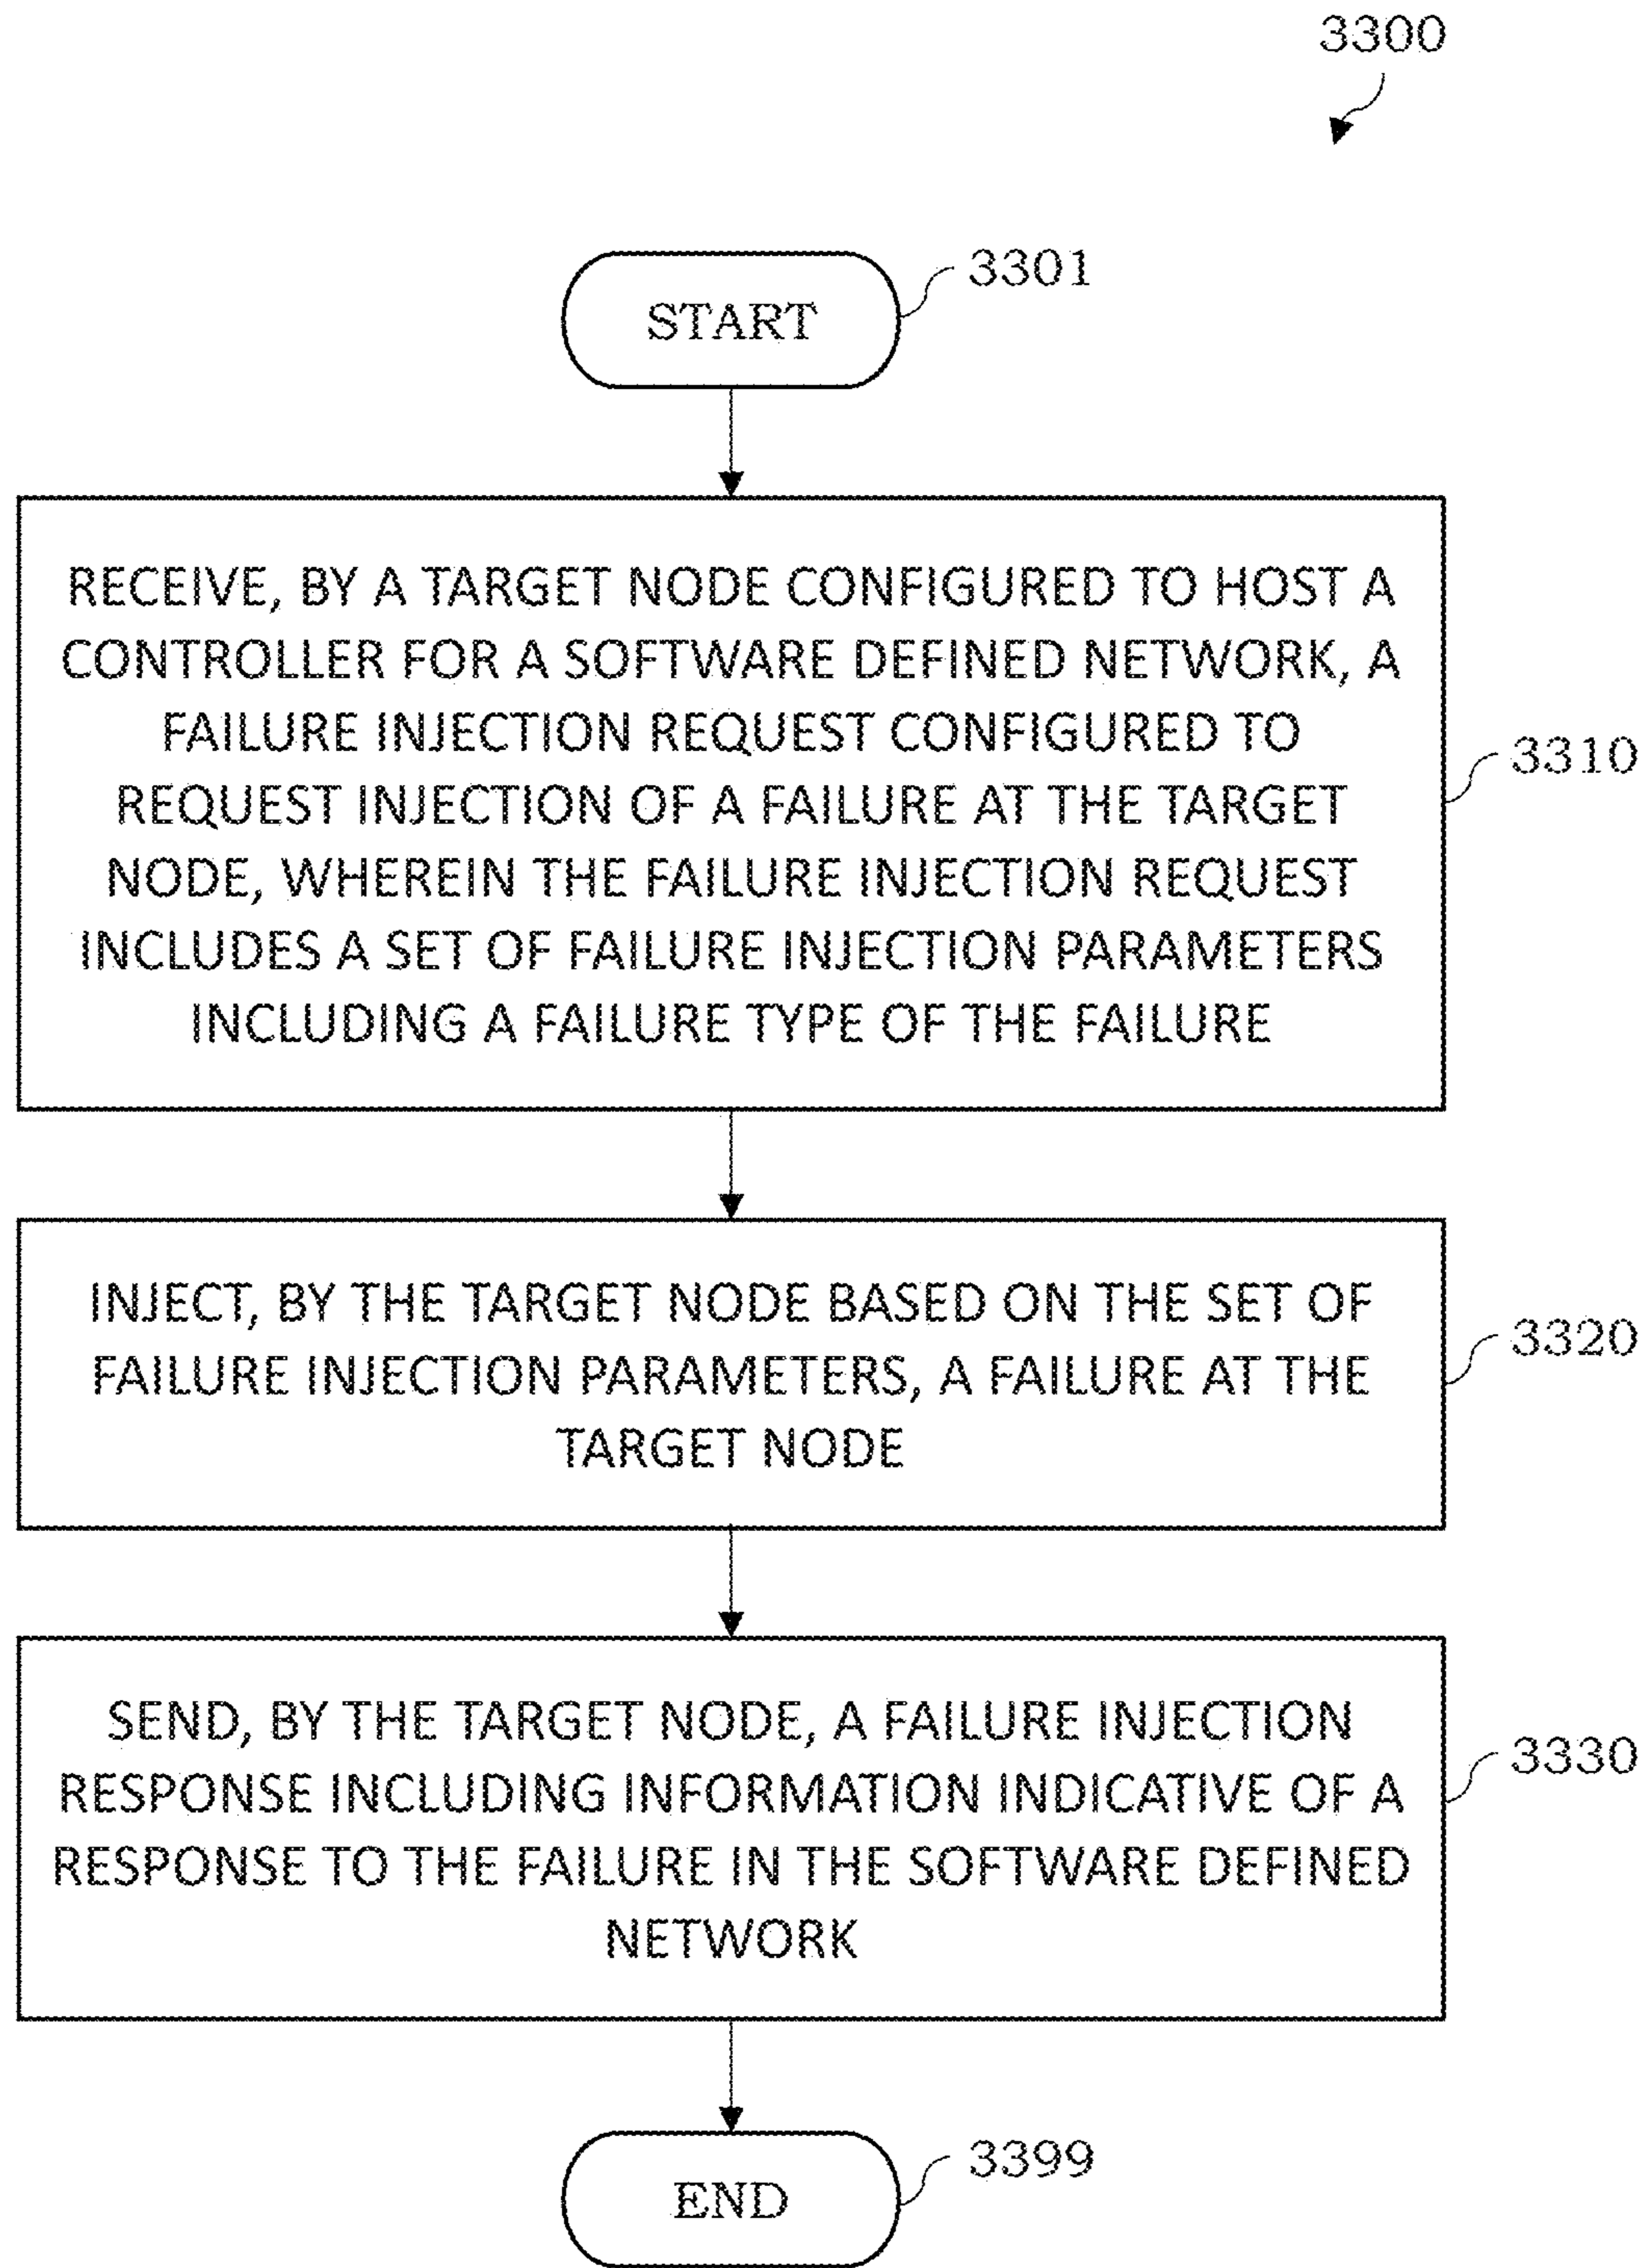 3300
START
3301
RECEIVE, BY A TARGET NODE CONFIGURED TO HOST A
CONTROLLER FOR A SOFTWARE DEFINED NETWORK, A
FAILURE INJECTION REQUEST CONFIGURED TO
REQUEST INJECTION OF A FAILURE AT THE TARGET
NODE, WHEREIN THE FAILURE INJECTION REQUEST
INCLUDES A SET OF FAILURE INJECTION PARAMETERS
INCLUDING A FAILURE TYPE OF THE FAILURE
3310
INJECT, BY THE TARGET NODE BASED ON THE SET OF
FAILURE INJECTION PARAMETERS, A FAILURE AT THE
TARGET NODE
3320
SEND, BY THE TARGET NODE, A FAILURE INJECTION
RESPONSE INCLUDING INFORMATION INDICATIVE OF A
RESPONSE TO THE FAILURE IN THE SOFTWARE DEFINED
NETWORK
3330
END
3399